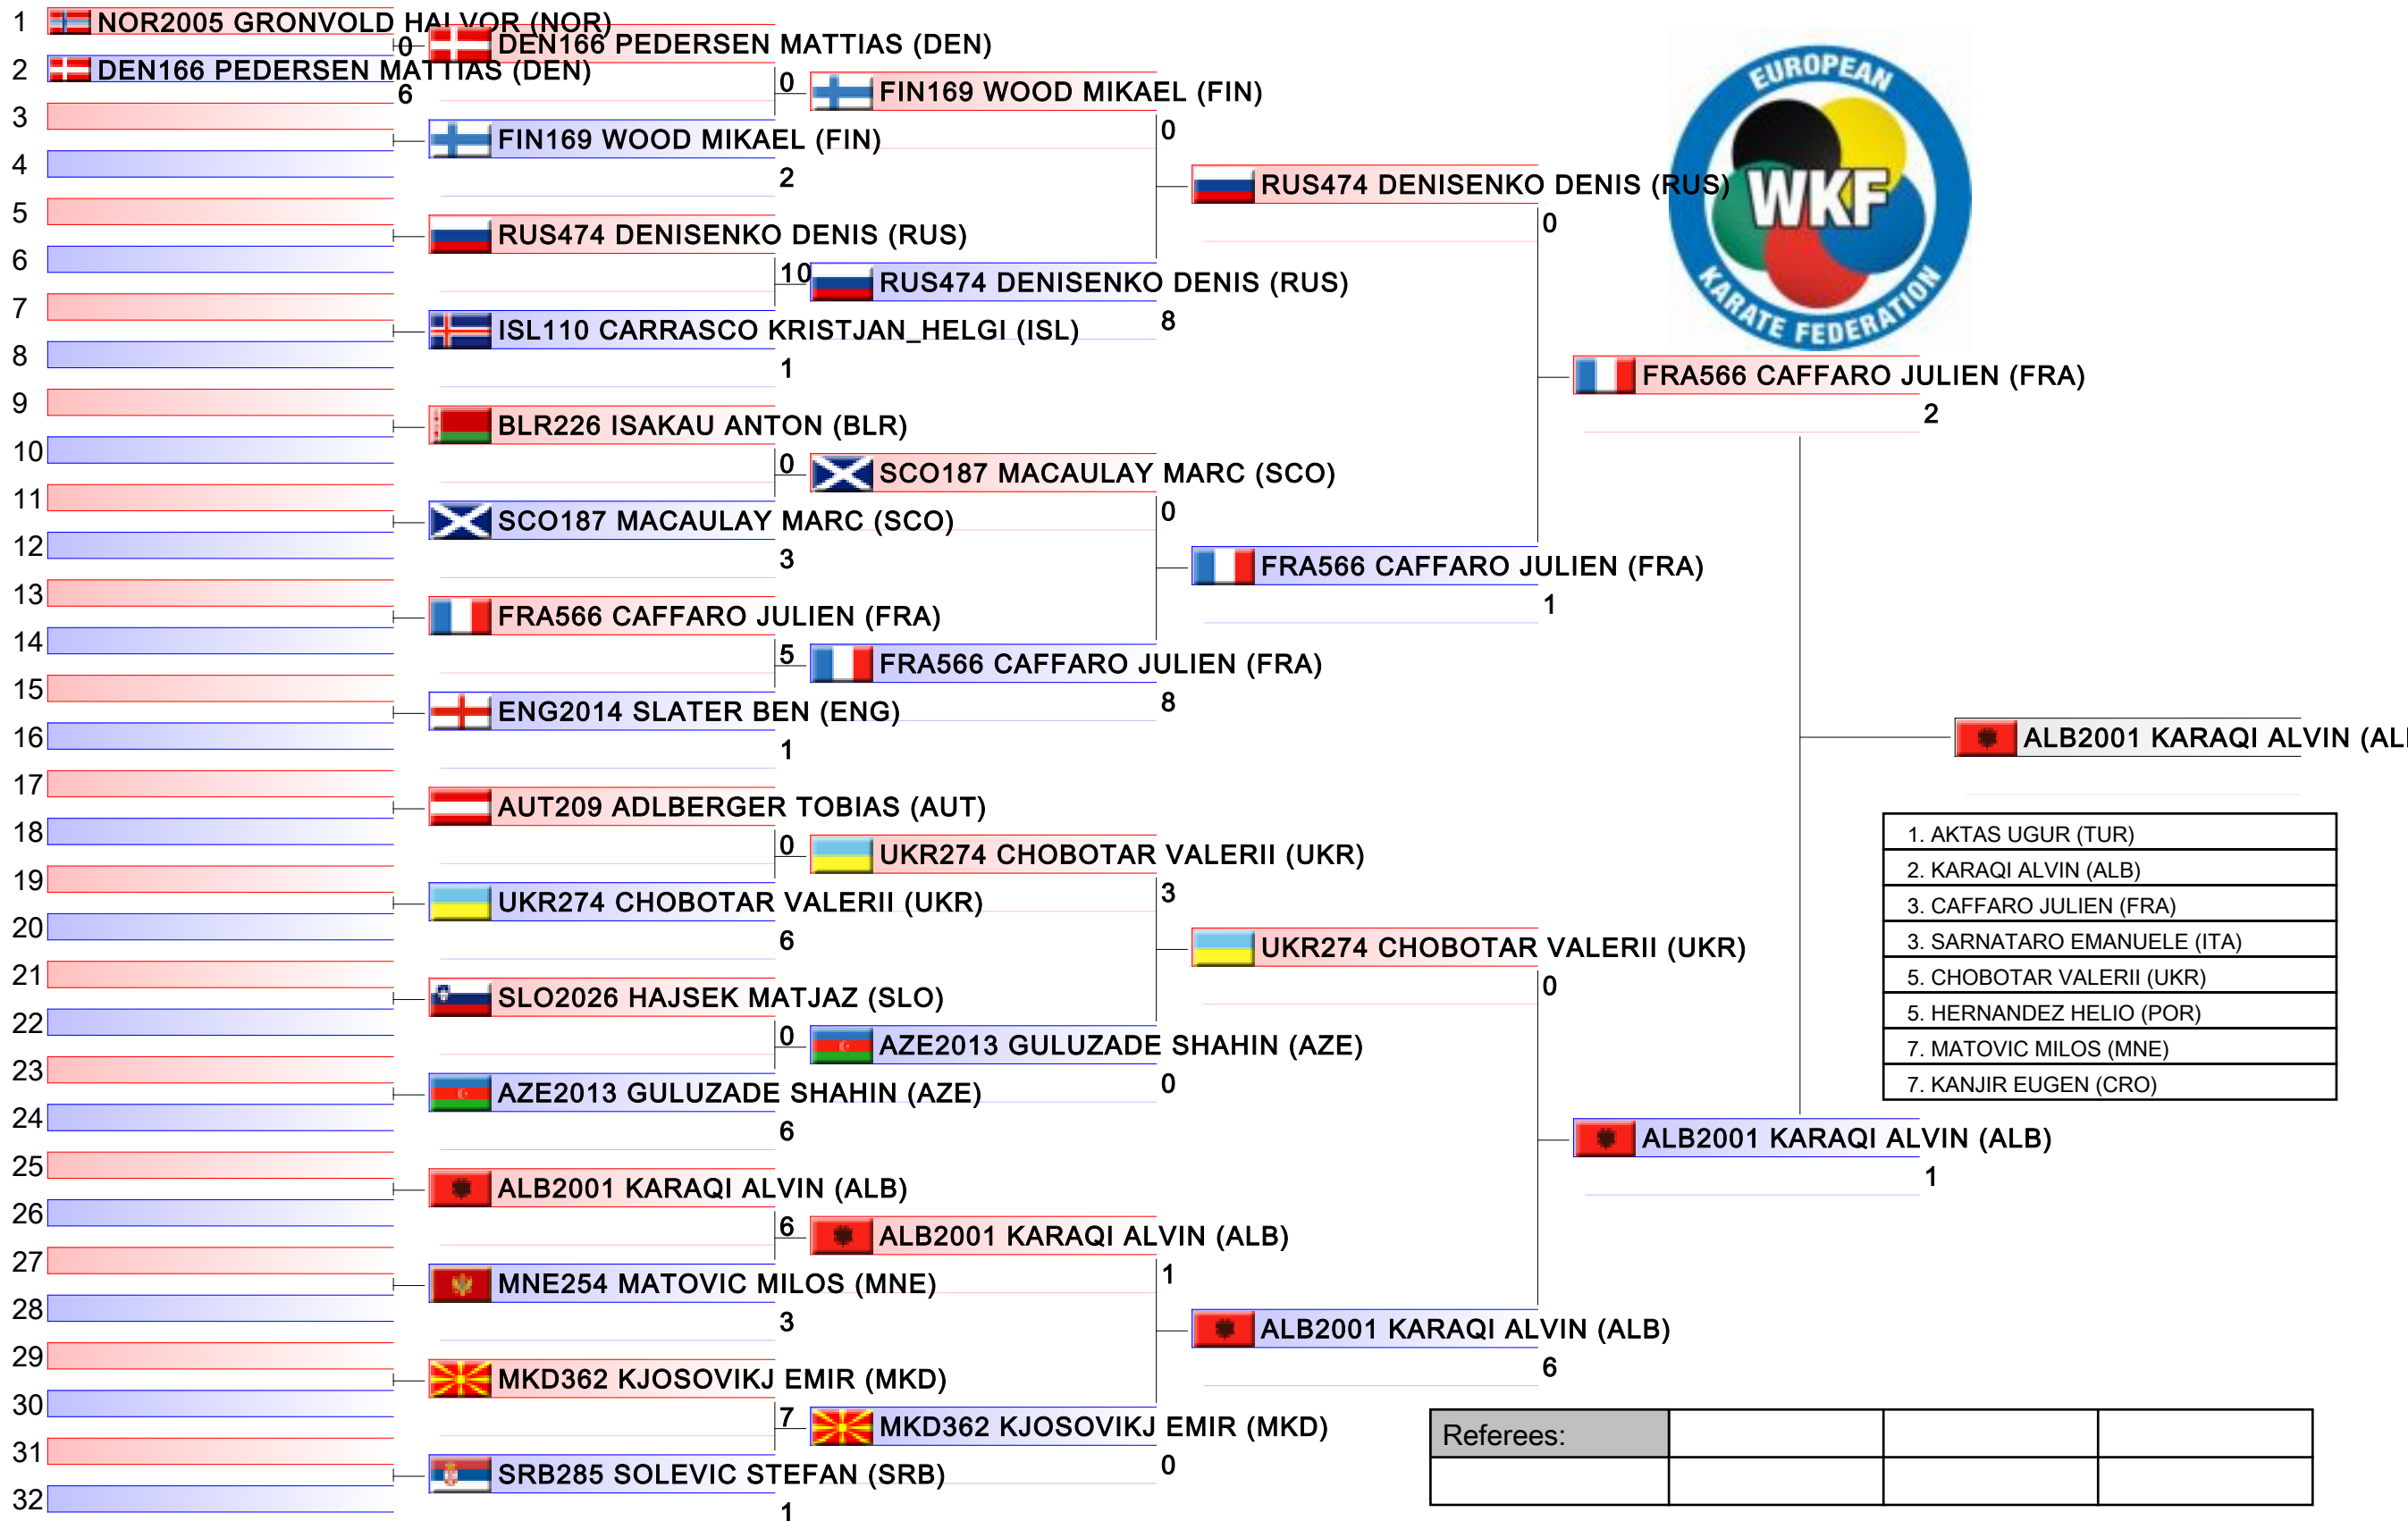 1 NOR2005 GRONVOLD HALVOR (NOR)
0
DEN166 PEDERSEN MATTIAS (DEN)
2 DEN166 PEDERSEN MATTIAS (DEN)
6
0
FIN169 WOOD MIKAEL (FIN)
0
3
FIN169 WOOD MIKAEL (FIN)
2
4
RUS474 DENISENKO DENIS (RUS)
0
5
RUS474 DENISENKO DENIS (RUS)
10
6
RUS474 DENISENKO DENIS (RUS)
8
7
ISL110 CARRASCO KRISTJAN_HELGI (ISL)
1
8
FRA566 CAFFARO JULIEN (FRA)
2
9
BLR226 ISAKAU ANTON (BLR)
0
10
SCO187 MACAULAY MARC (SCO)
0
11
SCO187 MACAULAY MARC (SCO)
3
12
FRA566 CAFFARO JULIEN (FRA)
1
13
FRA566 CAFFARO JULIEN (FRA)
5
14
FRA566 CAFFARO JULIEN (FRA)
8
15
ENG2014 SLATER BEN (ENG)
1
16
ALB2001 KARAQI ALVIN (AL
17
AUT209 ADLBERGER TOBIAS (AUT)
0
18
UKR274 CHOBOTAR VALERII (UKR)
3
19
UKR274 CHOBOTAR VALERII (UKR)
6
20
UKR274 CHOBOTAR VALERII (UKR)
0
21
SLO2026 HAJSEK MATJAZ (SLO)
0
22
AZE2013 GULUZADE SHAHIN (AZE)
0
23
AZE2013 GULUZADE SHAHIN (AZE)
6
24
ALB2001 KARAQI ALVIN (ALB)
1
25
ALB2001 KARAQI ALVIN (ALB)
6
26
ALB2001 KARAQI ALVIN (ALB)
1
27
MNE254 MATOVIC MILOS (MNE)
3
28
ALB2001 KARAQI ALVIN (ALB)
6
29
MKD362 KJOSOVIKJ EMIR (MKD)
7
30
MKD362 KJOSOVIKJ EMIR (MKD)
0
31
SRB285 SOLEVIC STEFAN (SRB)
1
32
EUROPEAN
WKF
KARATE FEDERATION
1. AKTAS UGUR (TUR)
2. KARAQI ALVIN (ALB)
3. CAFFARO JULIEN (FRA)
3. SARNATARO EMANUELE (ITA)
5. CHOBOTAR VALERII (UKR)
5. HERNANDEZ HELIO (POR)
7. MATOVIC MILOS (MNE)
7. KANJIR EUGEN (CRO)
Referees: